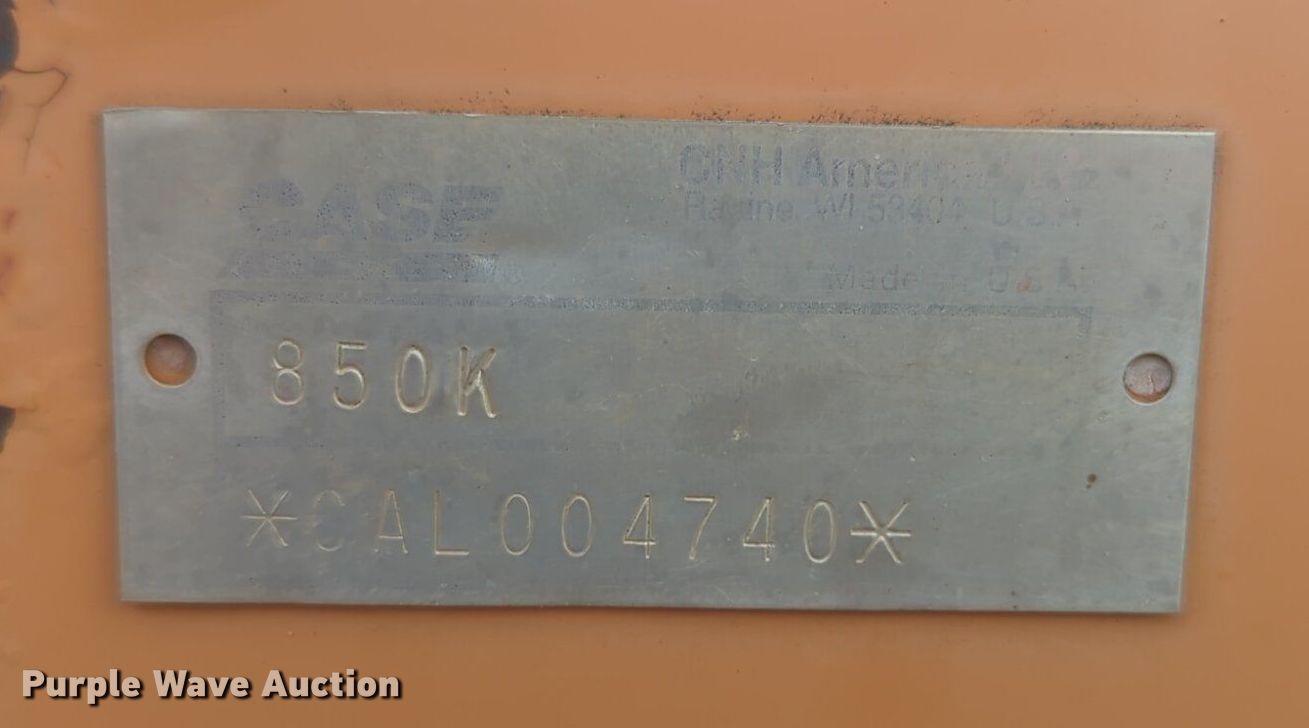 CASE
CNH America
Racine, WI 53404 U.S.A.
Made in U.S.A.
850K
*CAL004740*
Purple Wave Auction